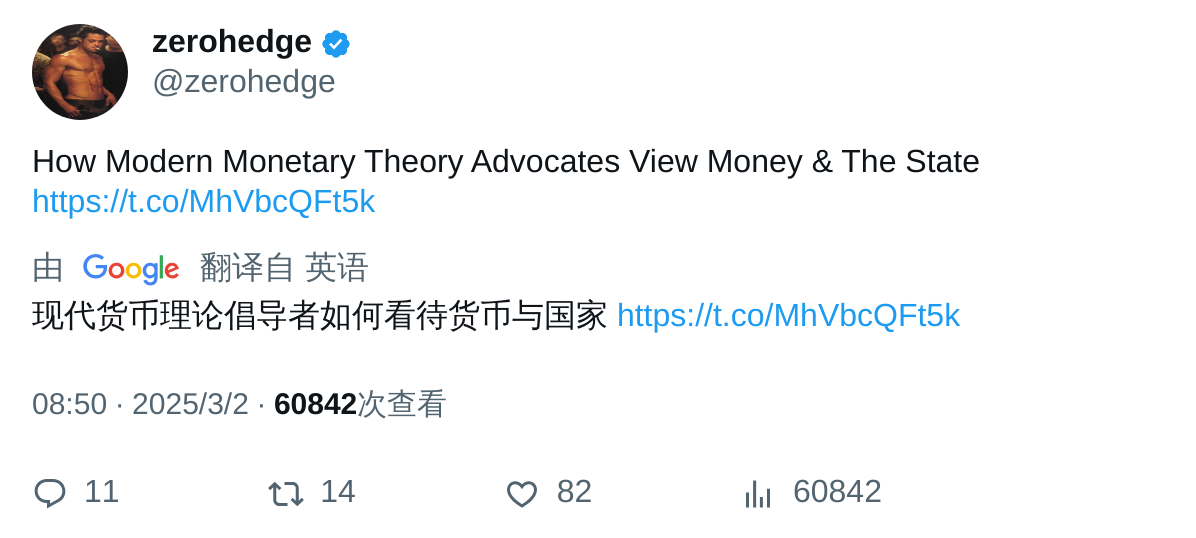 zerohedge
@zerohedge
How Modern Monetary Theory Advocates View Money & The State
https://t.co/MhVbcQFt5k
由 Google 翻译自 英语
现代货币理论倡导者如何看待货币与国家 https://t.co/MhVbcQFt5k
08:50 · 2025/3/2 · 60842次查看
11 14 82 60842